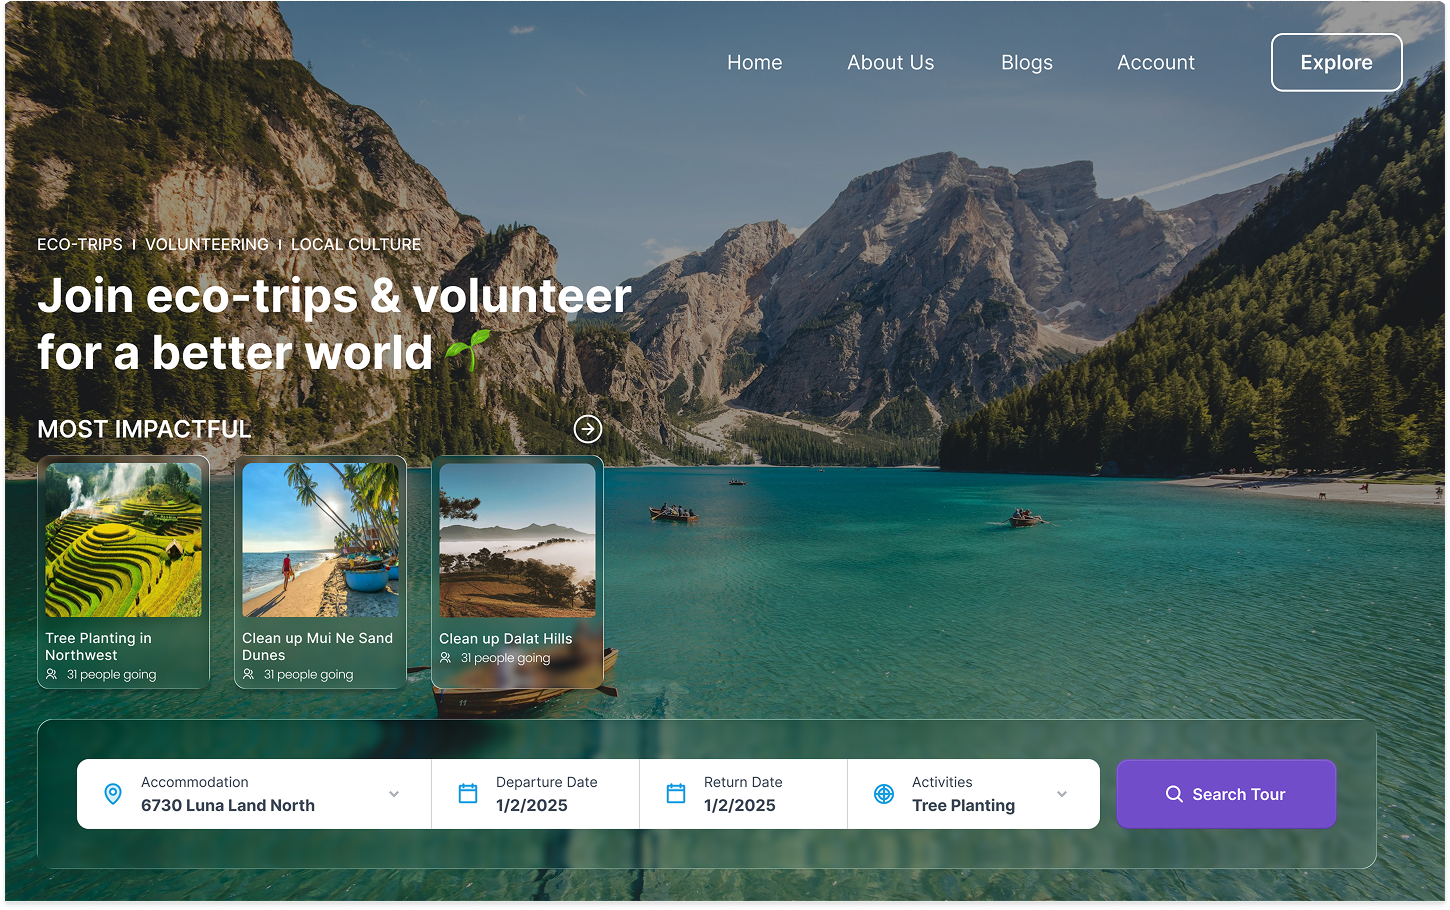 Home
About Us
Blogs
Account
Explore
ECO-TRIPS I VOLUNTEERING I LOCAL CULTURE
Join eco-trips & volunteer
for a better world 🌱
MOST IMPACTFUL
Tree Planting in
Northwest
31 people going
Clean up Mui Ne Sand
Dunes
31 people going
Clean up Dalat Hills
31 people going
11
Accommodation
6730 Luna Land North
Departure Date
1/2/2025
Return Date
1/2/2025
Activities
Tree Planting
Search Tour